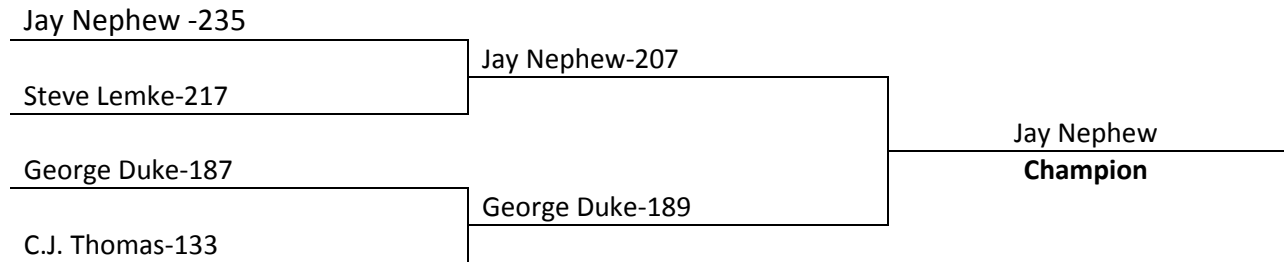 Jay Nephew -235
Jay Nephew-207
Steve Lemke-217
Jay Nephew
Champion
George Duke-187
George Duke-189
C.J. Thomas-133